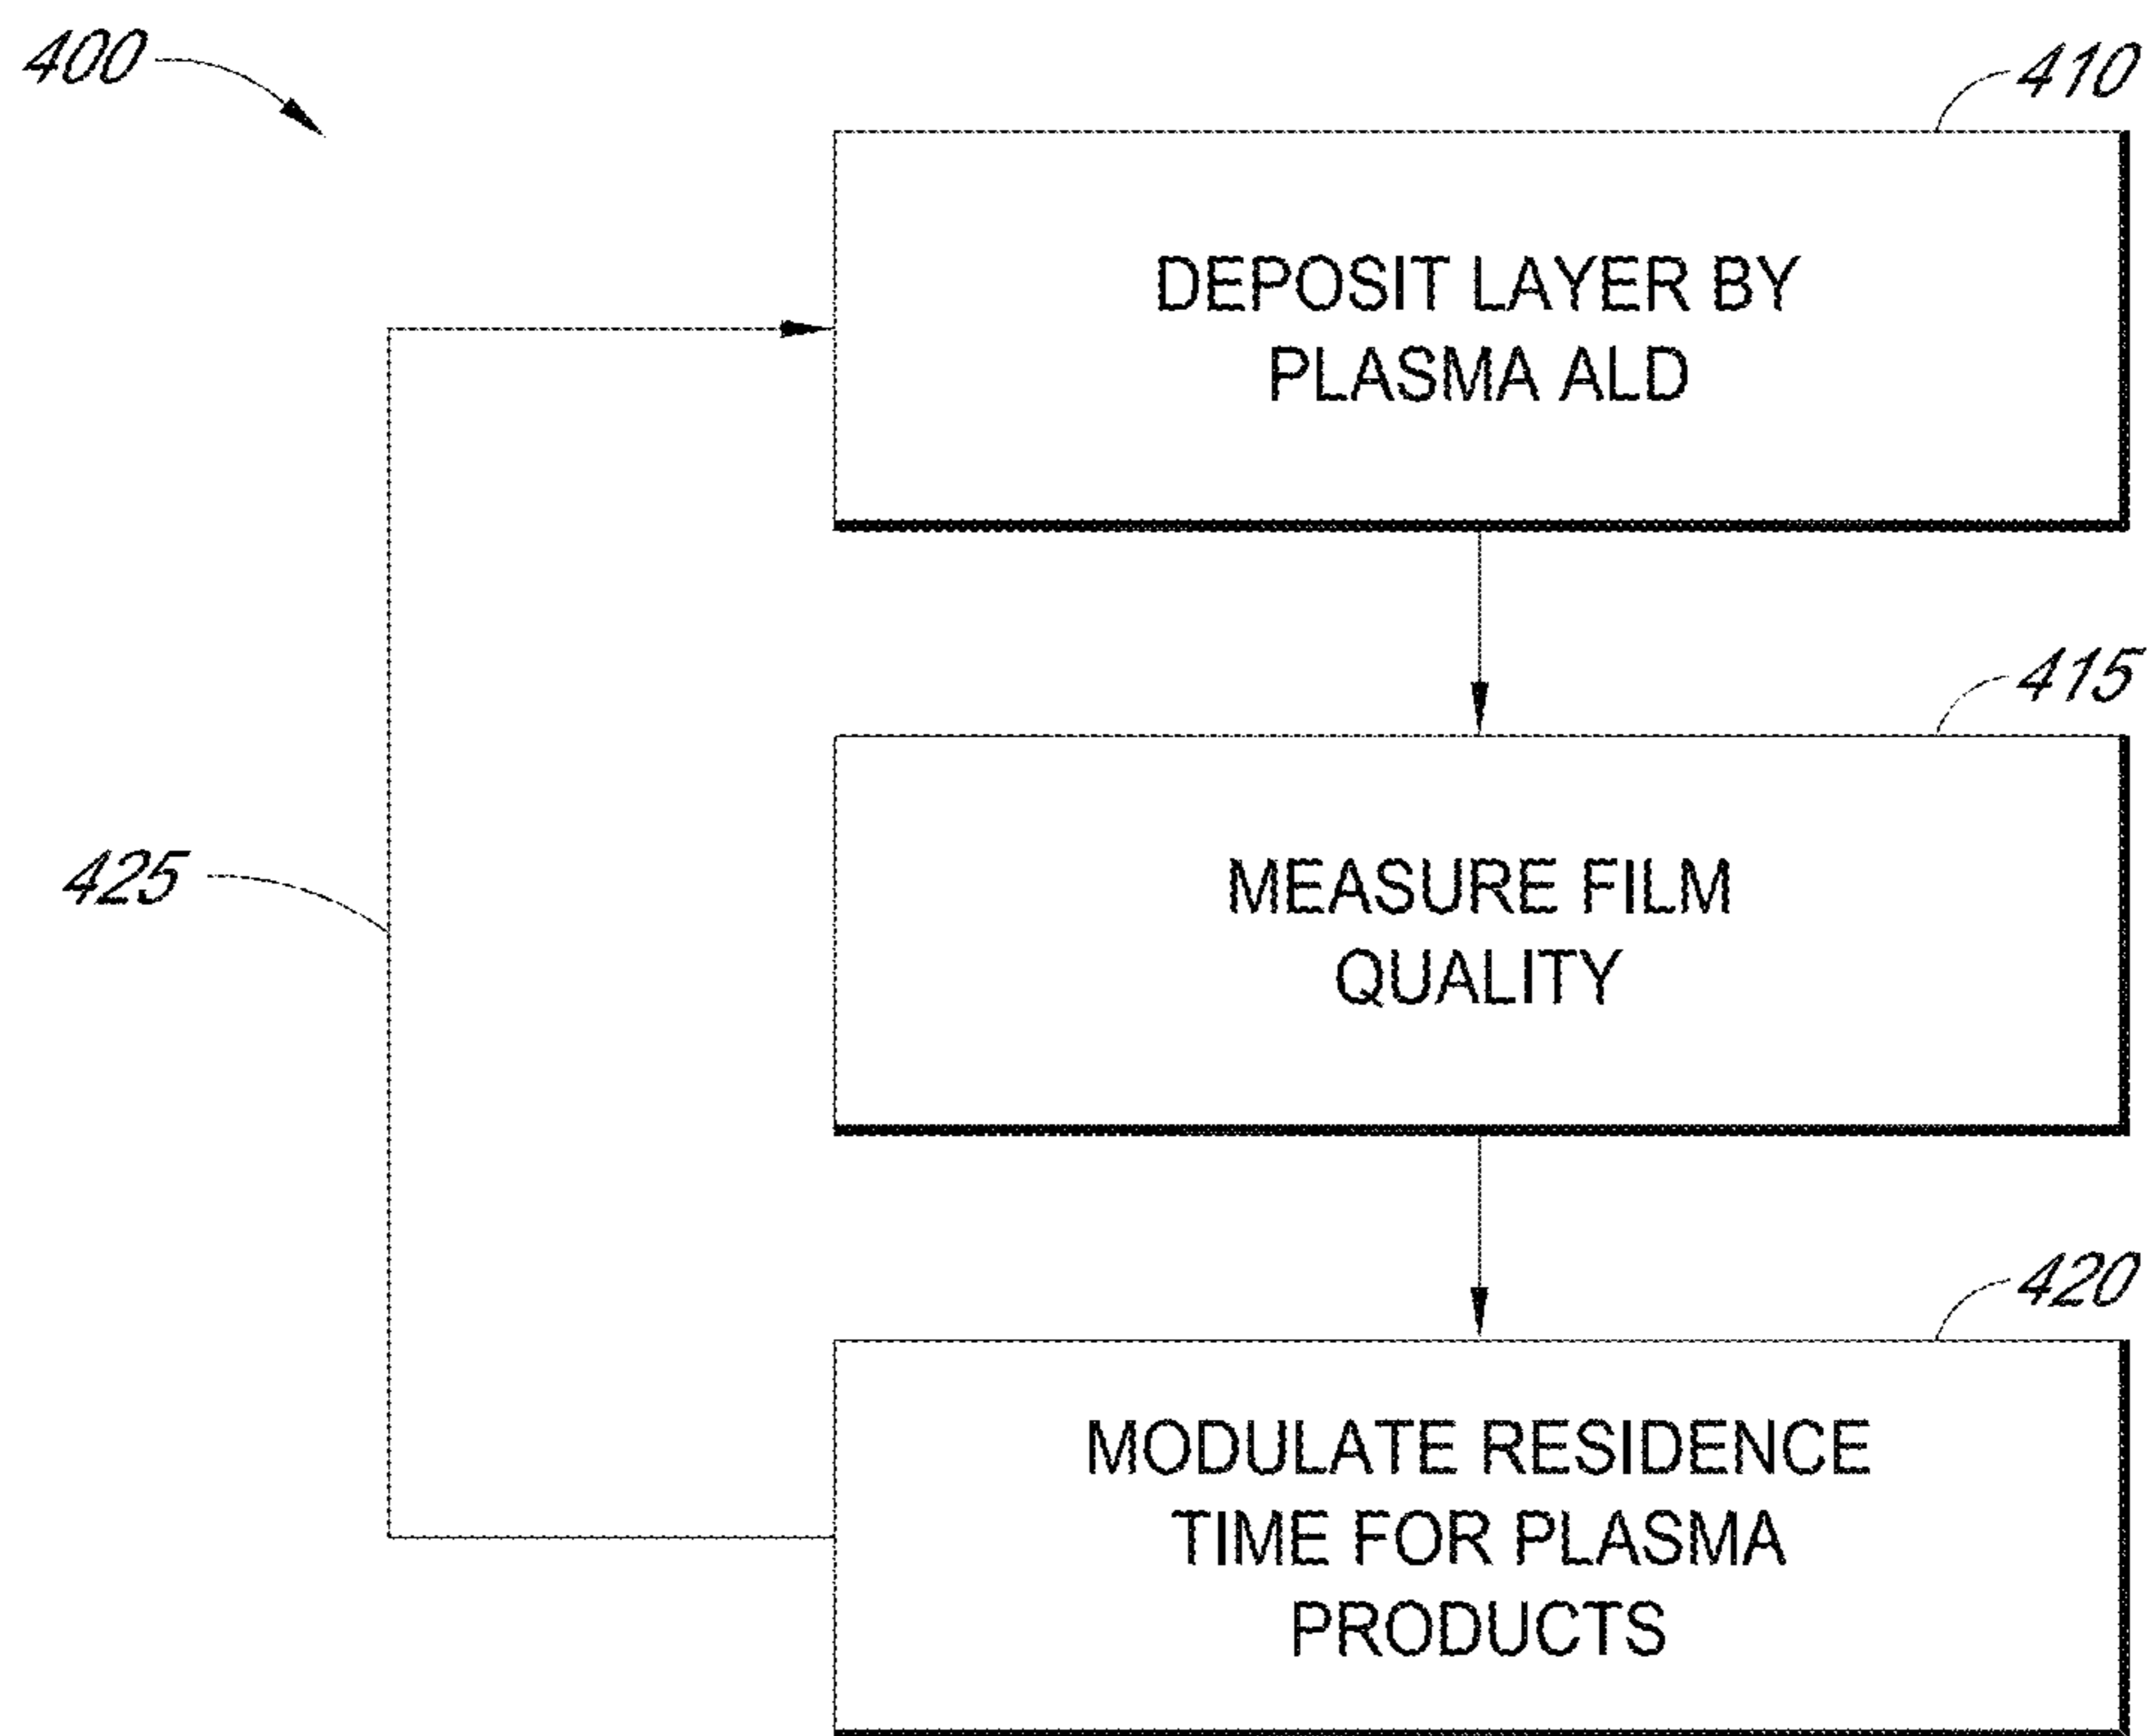 400
410
DEPOSIT LAYER BY
PLASMA ALD
415
MEASURE FILM
QUALITY
425
420
MODULATE RESIDENCE
TIME FOR PLASMA
PRODUCTS